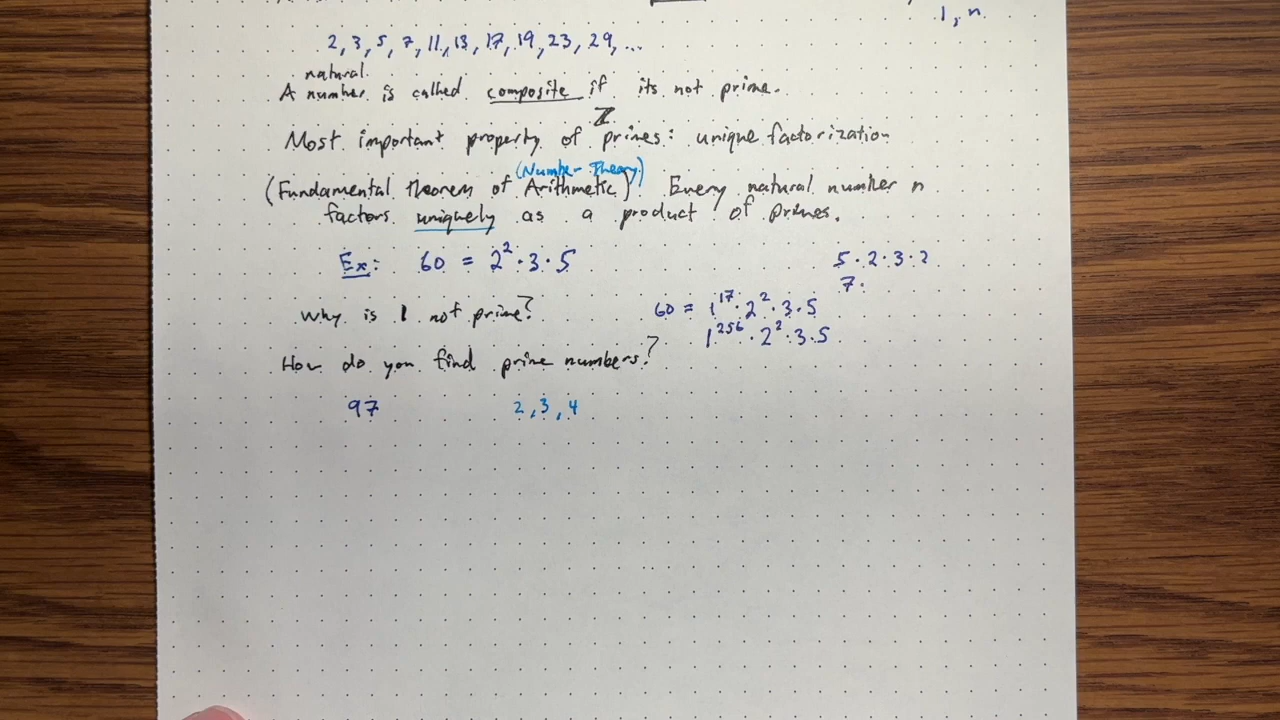 1, n.
2, 3, 5, 7, 11, 13, 17, 19, 23, 29, ...
natural
A number is called composite if its not prime.
ℤ
Most important property of primes: unique factorization
(Number Theory)
(Fundamental theorem of Arithmetic) Every natural number n
factors uniquely as a product of primes.
Ex: 60 = 2²·3·5
5·2·3·2
7·
Why is 1 not prime?
60 = 1¹⁷·2²·3·5
1²⁵⁶·2²·3·5
How do you find prime numbers?
97 2, 3, 4